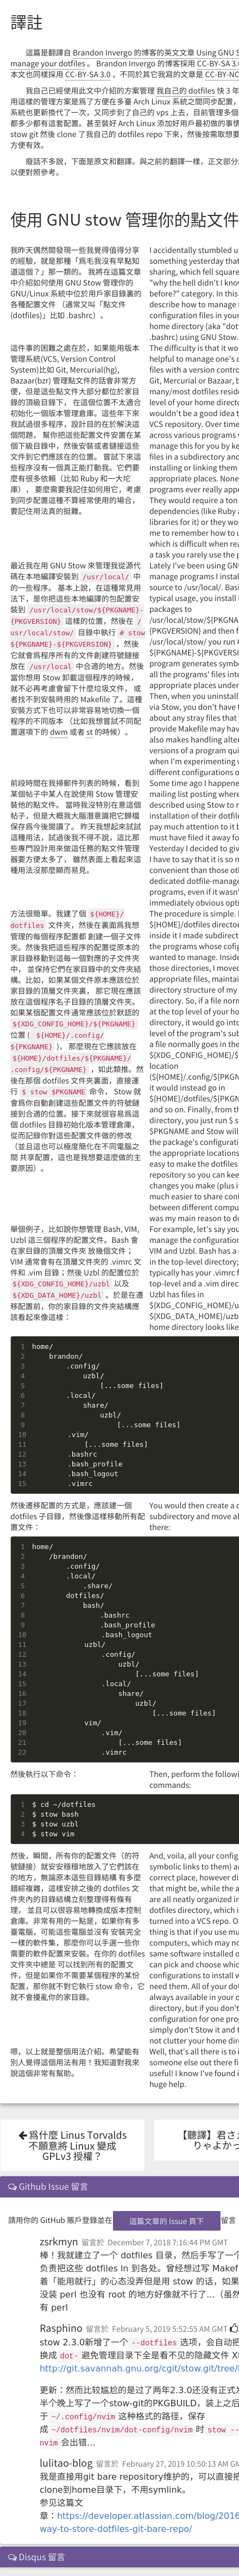 譯註
這篇是翻譯自 Brandon Invergo 的博客的英文文章 Using GNU S
manage your dotfiles 。 Brandon Invergo 的博客採用 CC-BY-SA 3.0
本文也同樣採用 CC-BY-SA 3.0 ，不同於其它我寫的文章是 CC-BY-NC
我自己已經使用此文中介紹的方案管理 我自己的 dotfiles 快 3 年
用這樣的管理方案是爲了方便在多臺 Arch Linux 系統之間同步配置，
系統也更新換代了一次，又同步到了自己的 vps 上去，目前管理多個
都多少都有這套配置。甚至裝好 Arch Linux 添加好用戶最初做的事情
stow git 然後 clone 了我自己的 dotfiles repo 下來，然後按需取想要
方便有效。
廢話不多說，下面是原文和翻譯。與之前的翻譯一樣，正文部分
以便對照參考。
使用 GNU stow 管理你的點文件
我昨天偶然間發現一些我覺得值得分享
的經驗，就是那種「爲毛我沒有早點知
道這個？」那一類的。 我將在這篇文章
中介紹如何使用 GNU Stow 管理你的
GNU/Linux 系統中位於用戶家目錄裏的
各種配置文件 （通常又叫「點文件
(dotfiles)」比如 .bashrc）。
I accidentally stumbled u
something yesterday tha
sharing, which fell square
"why the hell didn't I kno
before?" category. In this
describe how to manage
configuration files in your
home directory (aka "dot
.bashrc) using GNU Stow.
這件事的困難之處在於，如果能用版本
管理系統(VCS, Version Control
System)比如 Git, Mercurial(hg),
Bazaar(bzr) 管理點文件的話會非常方
便，但是這些點文件大部分都位於家目
錄的頂級目錄下， 在這個位置不太適合
初始化一個版本管理倉庫。這些年下來
我試過很多程序，設計目的在於解決這
個問題， 幫你把這些配置文件安置在某
個下級目錄中，然後安裝或者鏈接這些
文件到它們應該在的位置。 嘗試下來這
些程序沒有一個真正能打動我。它們要
麼有很多依賴（比如 Ruby 和一大坨
庫）， 要麼需要我記住如何用它，考慮
到同步配置這種不算經常使用的場合，
要記住用法真的挺難。
The difficulty is that it wo
helpful to manage one's c
files with a version contro
Git, Mercurial or Bazaar, b
many/most dotfiles resid
level of your home direct
wouldn't be a good idea t
VCS repository. Over time
across various programs
manage this for you by ke
files in a subdirectory and
installing or linking them
appropriate places. None
programs ever really appe
They would require a ton
dependencies (like Ruby a
libraries for it) or they wo
me to remember how to
which is difficult when rea
a task you rarely use the p
最近我在用 GNU Stow 來管理我從源代
碼在本地編譯安裝到 /usr/local/ 中
的一些程序。 基本上說，在這種常見用
法下，是你把這些本地編譯的包配置安
裝到 /usr/local/stow/${PKGNAME}-
{PKGVERSION} 這樣的位置，然後在 /
usr/local/stow/ 目錄中執行 # stow
${PKGNAME}-${PKGVERSION} ，然後
它就會爲程序所有的文件創建符號鏈接
放在 /usr/local 中合適的地方。然後
當你想用 Stow 卸載這個程序的時候，
就不必再考慮會留下什麼垃圾文件， 或
者找不到安裝時用的 Makefile 了。這種
安裝方式下也可以非常容易地切換一個
程序的不同版本 （比如我想嘗試不同配
置選項下的 dwm 或者 st 的時候）。
Lately I've been using GNU
manage programs I install
source to /usr/local/. Basi
typical usage, you install
packages to
/usr/local/stow/${PKGNA
{PKGVERSION} and then f
/usr/local/stow/ you run #
${PKGNAME}-${PKGVERSI
program generates symli
all the programs' files into
appropriate places under
Then, when you uninstall
via Stow, you don't have t
about any stray files that
provide Makefile may hav
also makes handling alter
versions of a program qui
when I'm experimenting w
different configurations o
前段時間在我掃郵件列表的時候，看到
某個帖子中某人在說使用 Stow 管理安
裝他的點文件。 當時我沒特別在意這個
帖子，但是大概我大腦潛意識把它歸檔
保存爲今後閱讀了。 昨天我想起來試試
這種用法，試過後我不得不說，這比那
些專門設計用來做這任務的點文件管理
器要方便太多了， 雖然表面上看起來這
種用法沒那麼顯而易見。
Some time ago I happene
mailing list posting where
described using Stow to
installation of their dotfile
pay much attention to it
must have filed it away fo
Yesterday I decided to giv
I have to say that it is so
convenient than those ot
dedicated dotfile-manage
programs, even if it wasn'
immediately obvious opti
方法很簡單。我建了個 ${HOME}/
dotfiles 文件夾，然後在裏面爲我想
管理的每個程序配置都 創建一個子文件
夾。然後我把這些程序的配置從原本的
家目錄移動到這每一個對應的子文件夾
中， 並保持它們在家目錄中的文件夾結
構。比如，如果某個文件原本應該位於
家目錄的頂層文件夾裏， 那它現在應該
放在這個程序名子目錄的頂層文件夾。
如果某個配置文件通常應該位於默認的
${XDG_CONFIG_HOME}/${PKGNAME}
位置 ( ${HOME}/.config/
${PKGNAME} )， 那麼現在它應該放在
${HOME}/dotfiles/${PKGNAME}/
.config/${PKGNAME} ，如此類推。然
後在那個 dotfiles 文件夾裏面，直接運
行 $ stow $PKGNAME 命令， Stow 就
會爲你自動創建這些配置文件的符號鏈
接到合適的位置。接下來就很容易爲這
個 dotfiles 目錄初始化版本管理倉庫，
從而記錄你對這些配置文件做的修改
（並且這也可以極度簡化在不同電腦之
間 共享配置，這也是我想要這麼做的主
要原因）。
The procedure is simple.
${HOME}/dotfiles director
inside it I made subdirect
the programs whose conf
to manage. Inside each of
those directories, I moved
appropriate files, maintai
directory structure of my
directory. So, if a file norm
at the top level of your ho
directory, it would go into
level of the program's sub
a file normally goes in the
${XDG_CONFIG_HOME}/${
location
(${HOME}/.config/${PKGN
it would instead go in
${HOME}/dotfiles/${PKGN
and so on. Finally, from th
directory, you just run $ s
$PKGNAME and Stow will
the package's configurati
the appropriate locations
easy to make the dotfiles
repository so you can kee
changes you make (plus i
much easier to share con
between different compu
was my main reason to d
舉個例子，比如說你想管理 Bash, VIM,
Uzbl 這三個程序的配置文件。Bash 會
在家目錄的頂層文件夾 放幾個文件；
VIM 通常會有在頂層文件夾的 .vimrc 文
件和 .vim 目錄；然後 Uzbl 的配置位於
${XDG_CONFIG_HOME}/uzbl 以及
${XDG_DATA_HOME}/uzbl 。於是在遷
移配置前，你的家目錄的文件夾結構應
該看起來像這樣：
For example, let's say you
manage the configuratio
VIM and Uzbl. Bash has a
in the top-level directory;
typically has your .vimrc f
top-level and a .vim direct
Uzbl has files in
${XDG_CONFIG_HOME}/u
${XDG_DATA_HOME}/uzbl
home directory looks like
1 home/
2 brandon/
3 .config/
4 uzbl/
5 [...some files]
6 .local/
7 share/
8 uzbl/
9 [...some files]
10 .vim/
11 [...some files]
12 .bashrc
13 .bash_profile
14 .bash_logout
15 .vimrc
然後遷移配置的方式是，應該建一個
dotfiles 子目錄，然後像這樣移動所有配
置文件：
You would then create a d
subdirectory and move al
there:
1 home/
2 /brandon/
3 .config/
4 .local/
5 .share/
6 dotfiles/
7 bash/
8 .bashrc
9 .bash_profile
10 .bash_logout
11 uzbl/
12 .config/
13 uzbl/
14 [...some files]
15 .local/
16 share/
17 uzbl/
18 [...some files]
19 vim/
20 .vim/
21 [...some files]
22 .vimrc
然後執行以下命令：
Then, perform the followi
commands:
1 $ cd ~/dotfiles
2 $ stow bash
3 $ stow uzbl
4 $ stow vim
然後，瞬間，所有你的配置文件（的符
號鏈接）就安安穩穩地放入了它們該在
的地方，無論原本這些目錄結構 有多麼
錯綜複雜，這樣安排之後的 dotfiles 文
件夾內的目錄結構立刻整理得有條有
理， 並且可以很容易地轉換成版本控制
倉庫。非常有用的一點是，如果你有多
臺電腦，可能這些電腦並沒有 安裝完全
一樣的軟件集，那麼你可以手選一些你
需要的軟件配置來安裝。在你的 dotfiles
文件夾中總是 可以找到所有的配置文
件，但是如果你不需要某個程序的某份
配置，那你就不對它執行 stow 命令，它
就不會擾亂你的家目錄。
And, voila, all your config
symbolic links to them) ar
correct place, however di
that might be, while the a
are all neatly organized in
dotfiles directory, which i
turned into a VCS repo. O
thing is that if you use mu
computers, which may no
same software installed o
can pick and choose whic
configurations to install w
need them. All of your dot
always available in your d
directory, but if you don't
configuration for one pro
simply don't Stow it and t
not clutter your home dir
嗯，以上就是整個用法介紹。希望能有
別人覺得這個用法有用！我知道對我來
說這個非常有幫助。
Well, that's all there is to i
someone else out there fi
useful! I know I've found i
huge help.
爲什麼 Linus Torvalds
不願意將 Linux 變成
GPLv3 授權？
Github Issue 留言
請用你的 GitHub 賬戶登錄並在 這篇文章的 Issue 頁下 留言
zsrkmyn 留言於 December 7, 2018 7:16:44 PM GMT
着「能用就行」的心态没弄但是用 stow 的话，如果
有 perl
Rasphino 留言於 February 5, 2019 5:52:55 AM GMT
stow 2.3.0新增了一个 --dotfiles 选项，会自动把
换成 dot- 避免管理目录下全是看不见的隐藏文件
更新：然而比较尴尬的是过了两年2.3.0还没有正式
半个晚上写了一个stow-git的PKGBUILD，装上之后
于 ~/.config/nvim 这种格式的路径，保存
成 ~/dotfiles/nvim/dot-config/nvim 时 stow --
nvim 会出错...
lulitao-blog 留言於 February 27, 2019 10:50:13 AM GM
我是直接用git bare repository维护的，可以直接把
clone到home目录下，不用symlink。
参见这篇文
章：https://developer.atlassian.com/blog/2016
way-to-store-dotfiles-git-bare-repo/
Disqus 留言